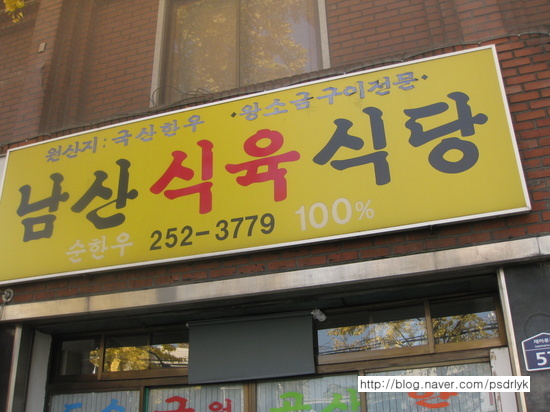 원산지: 국산한우 ·왕소금구이전문·
남산식육식당
순한우 252-3779 100%
57
http://blog.naver.com/psdrlyk